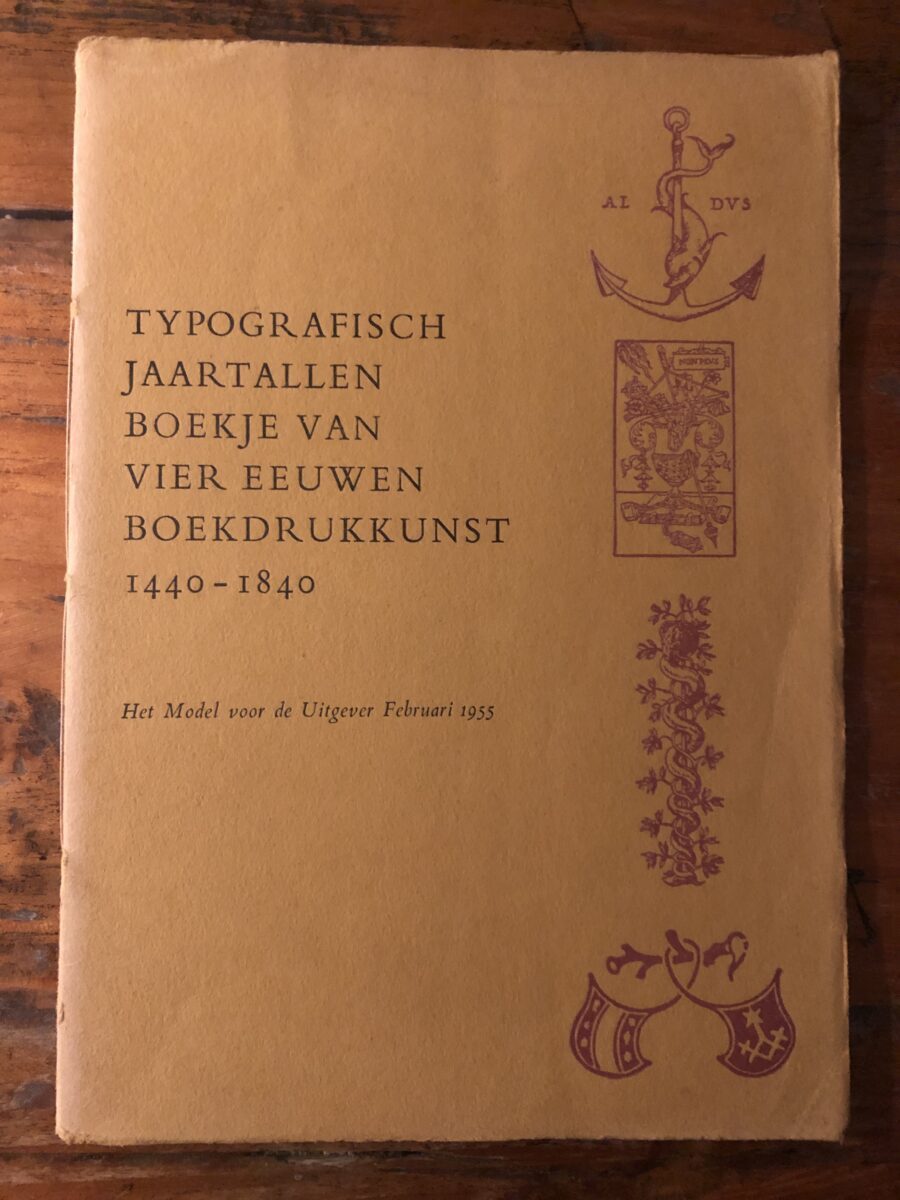 TYPOGRAFISCH
JAARTALLEN
BOEKJE VAN
VIER EEUWEN
BOEKDRUKKUNST
1440–1840
Het Model voor de Uitgever Februari 1955
AL DVS